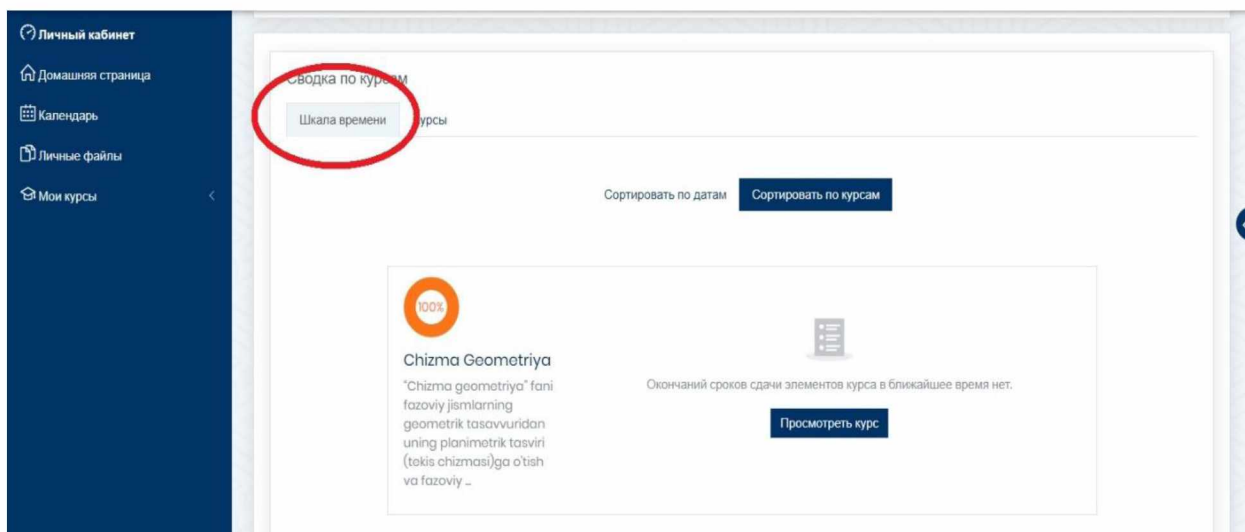 Личный кабинет
Домашняя страница
Календарь
Личные файлы
Мои курсы
Сводка по курсам
Шкала времени
урсы
Сортировать по датам Сортировать по курсам
100%
Chizma Geometriya
"Chizma geometriya" fani
fazoviy jismlarning
geometrik tasavvuridan
uning planimetrik tasviri
(tekis chizmasi)ga o'tish
va fazoviy ...
Окончаний сроков сдачи элементов курса в ближайшее время нет.
Просмотреть курс